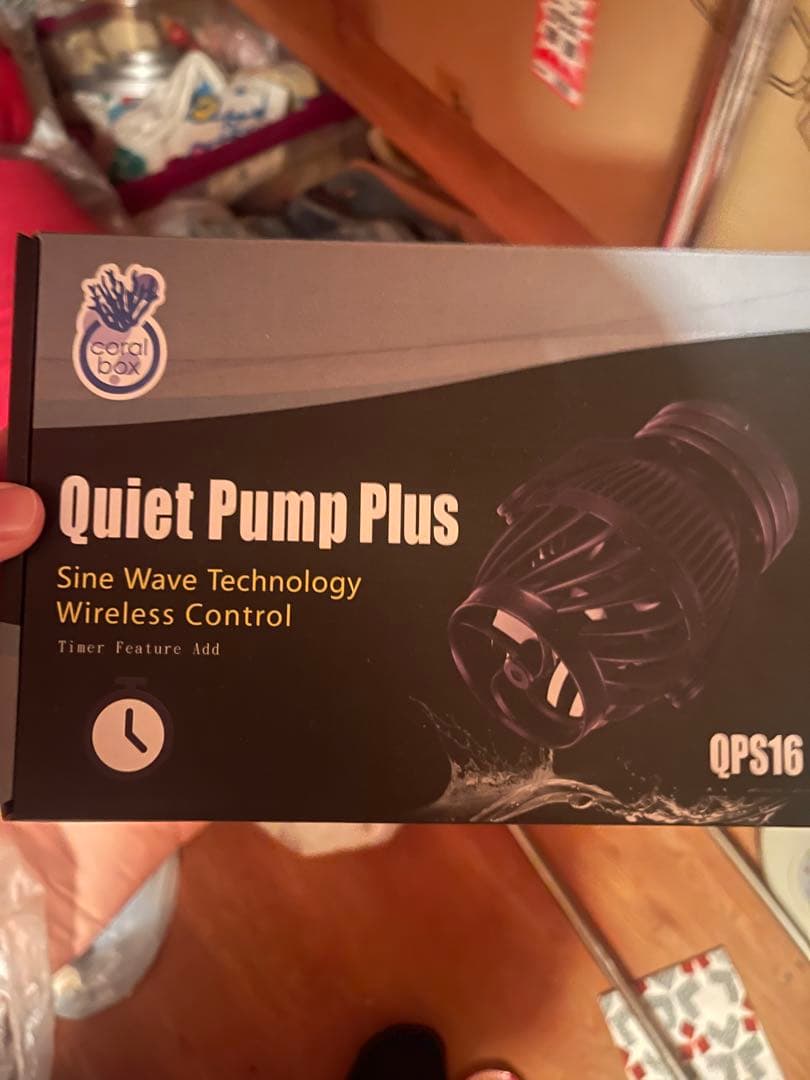 coral
box
Quiet Pump Plus
Sine Wave Technology
Wireless Control
Timer Feature Add
QPS16